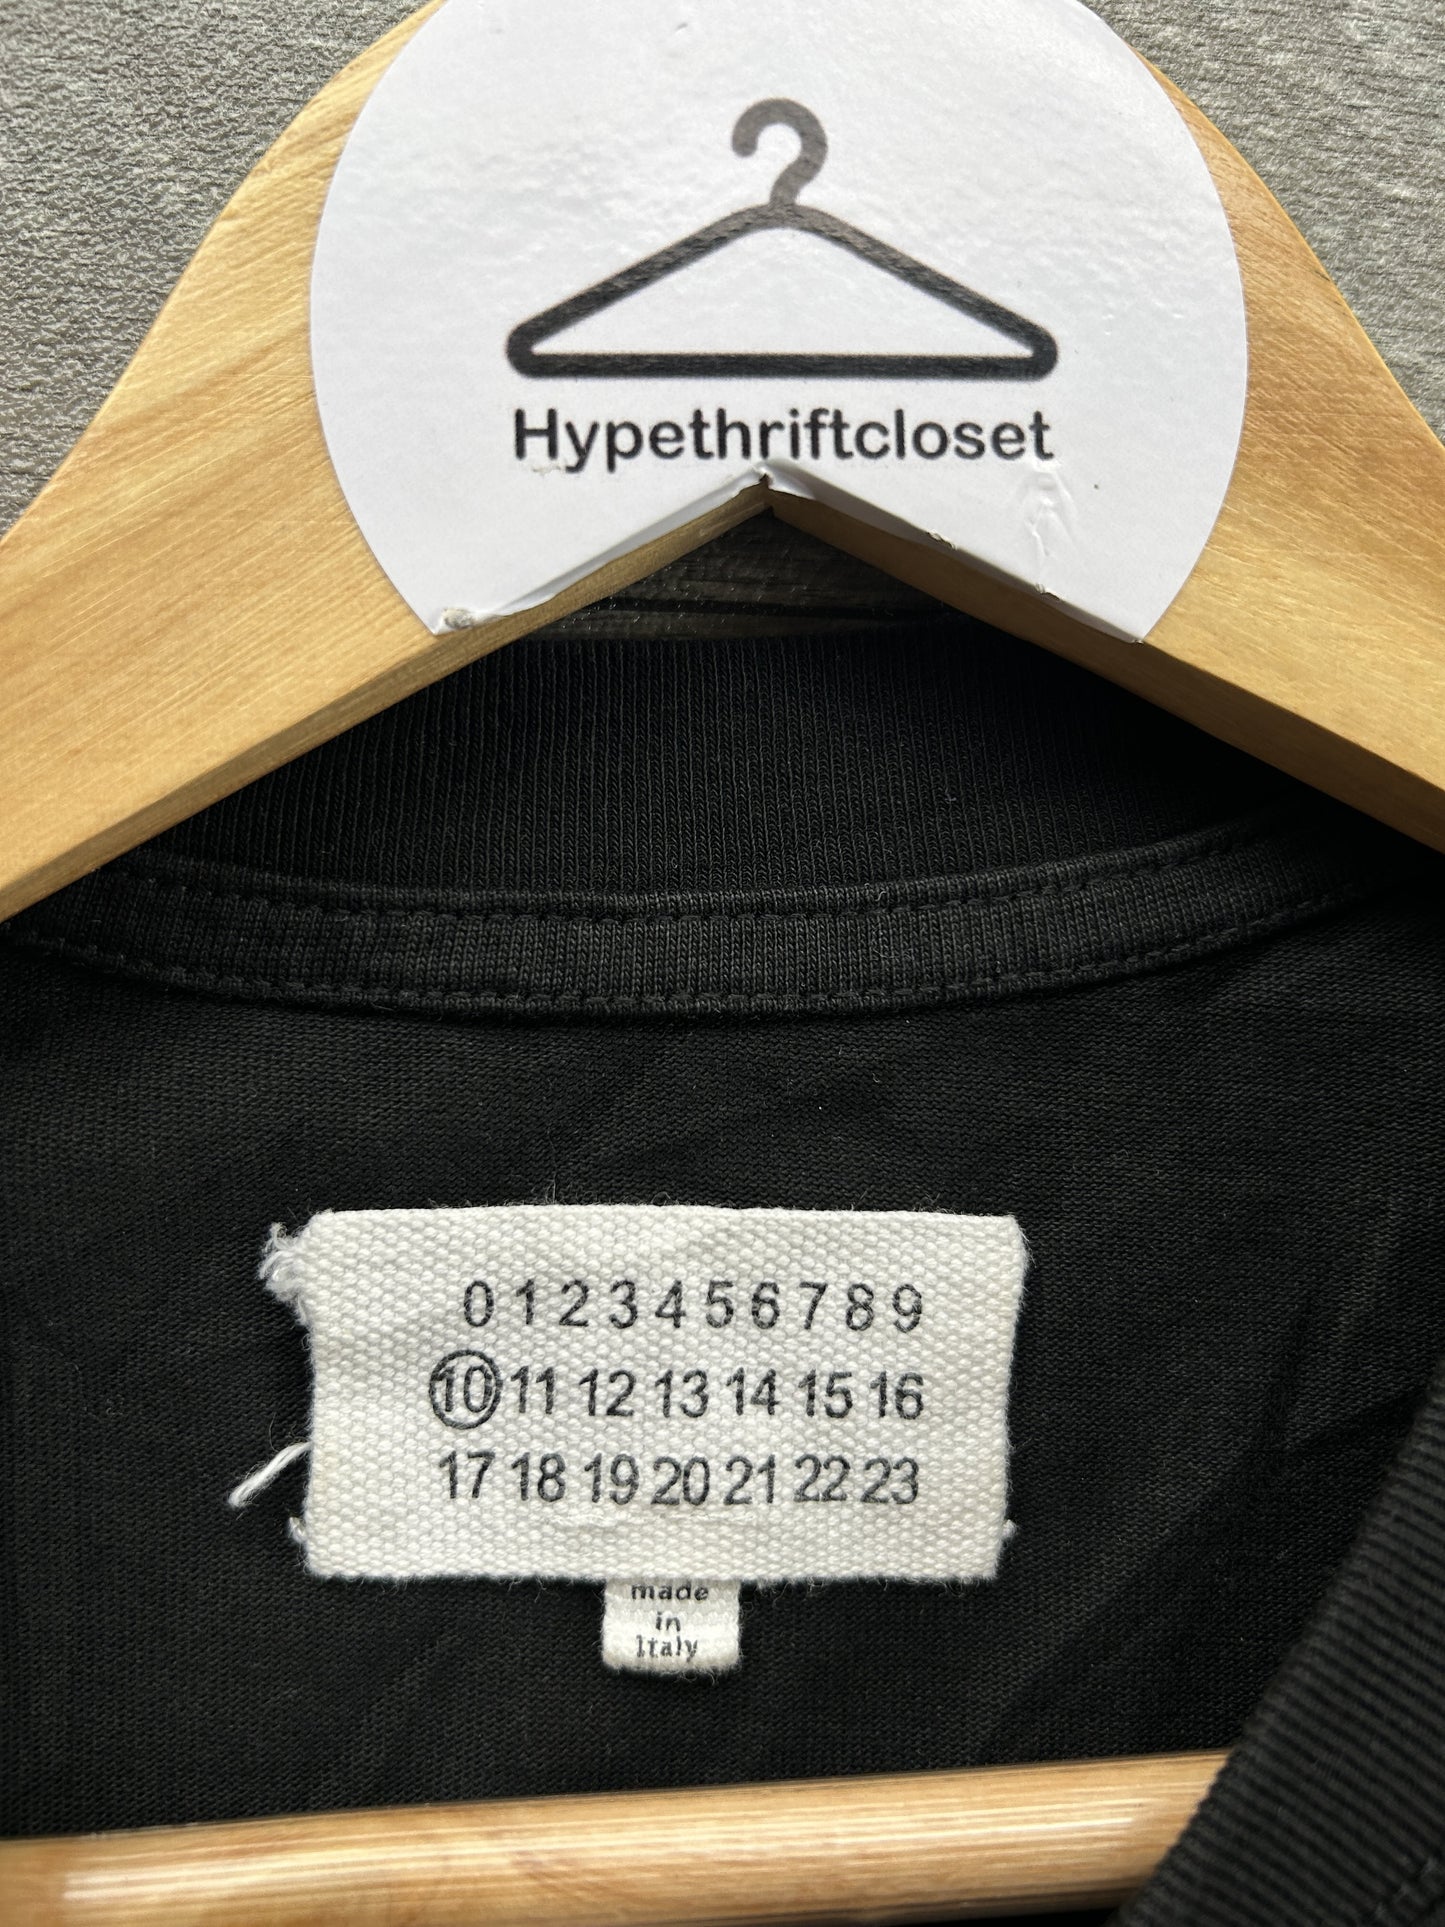 Hypethriftcloset
0 1 2 3 4 5 6 7 8 9
10 11 12 13 14 15 16
17 18 19 20 21 22 23
made
in
Italy